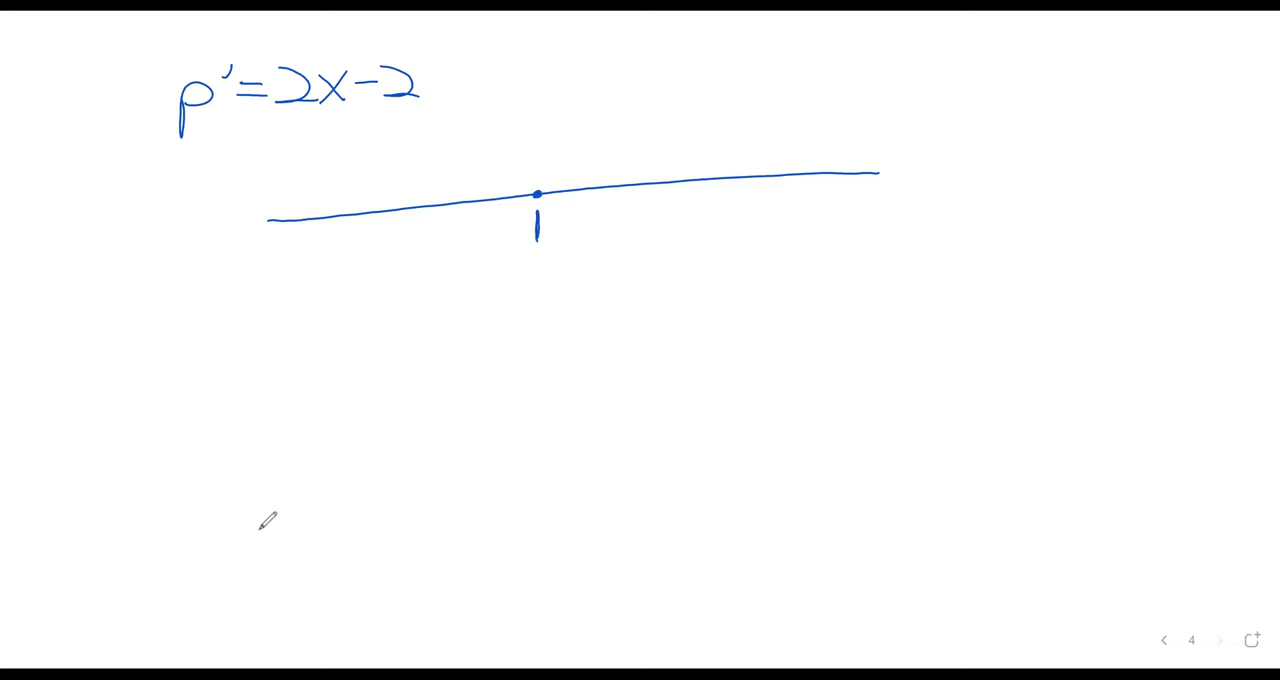 p' = 2x - 2
1
4